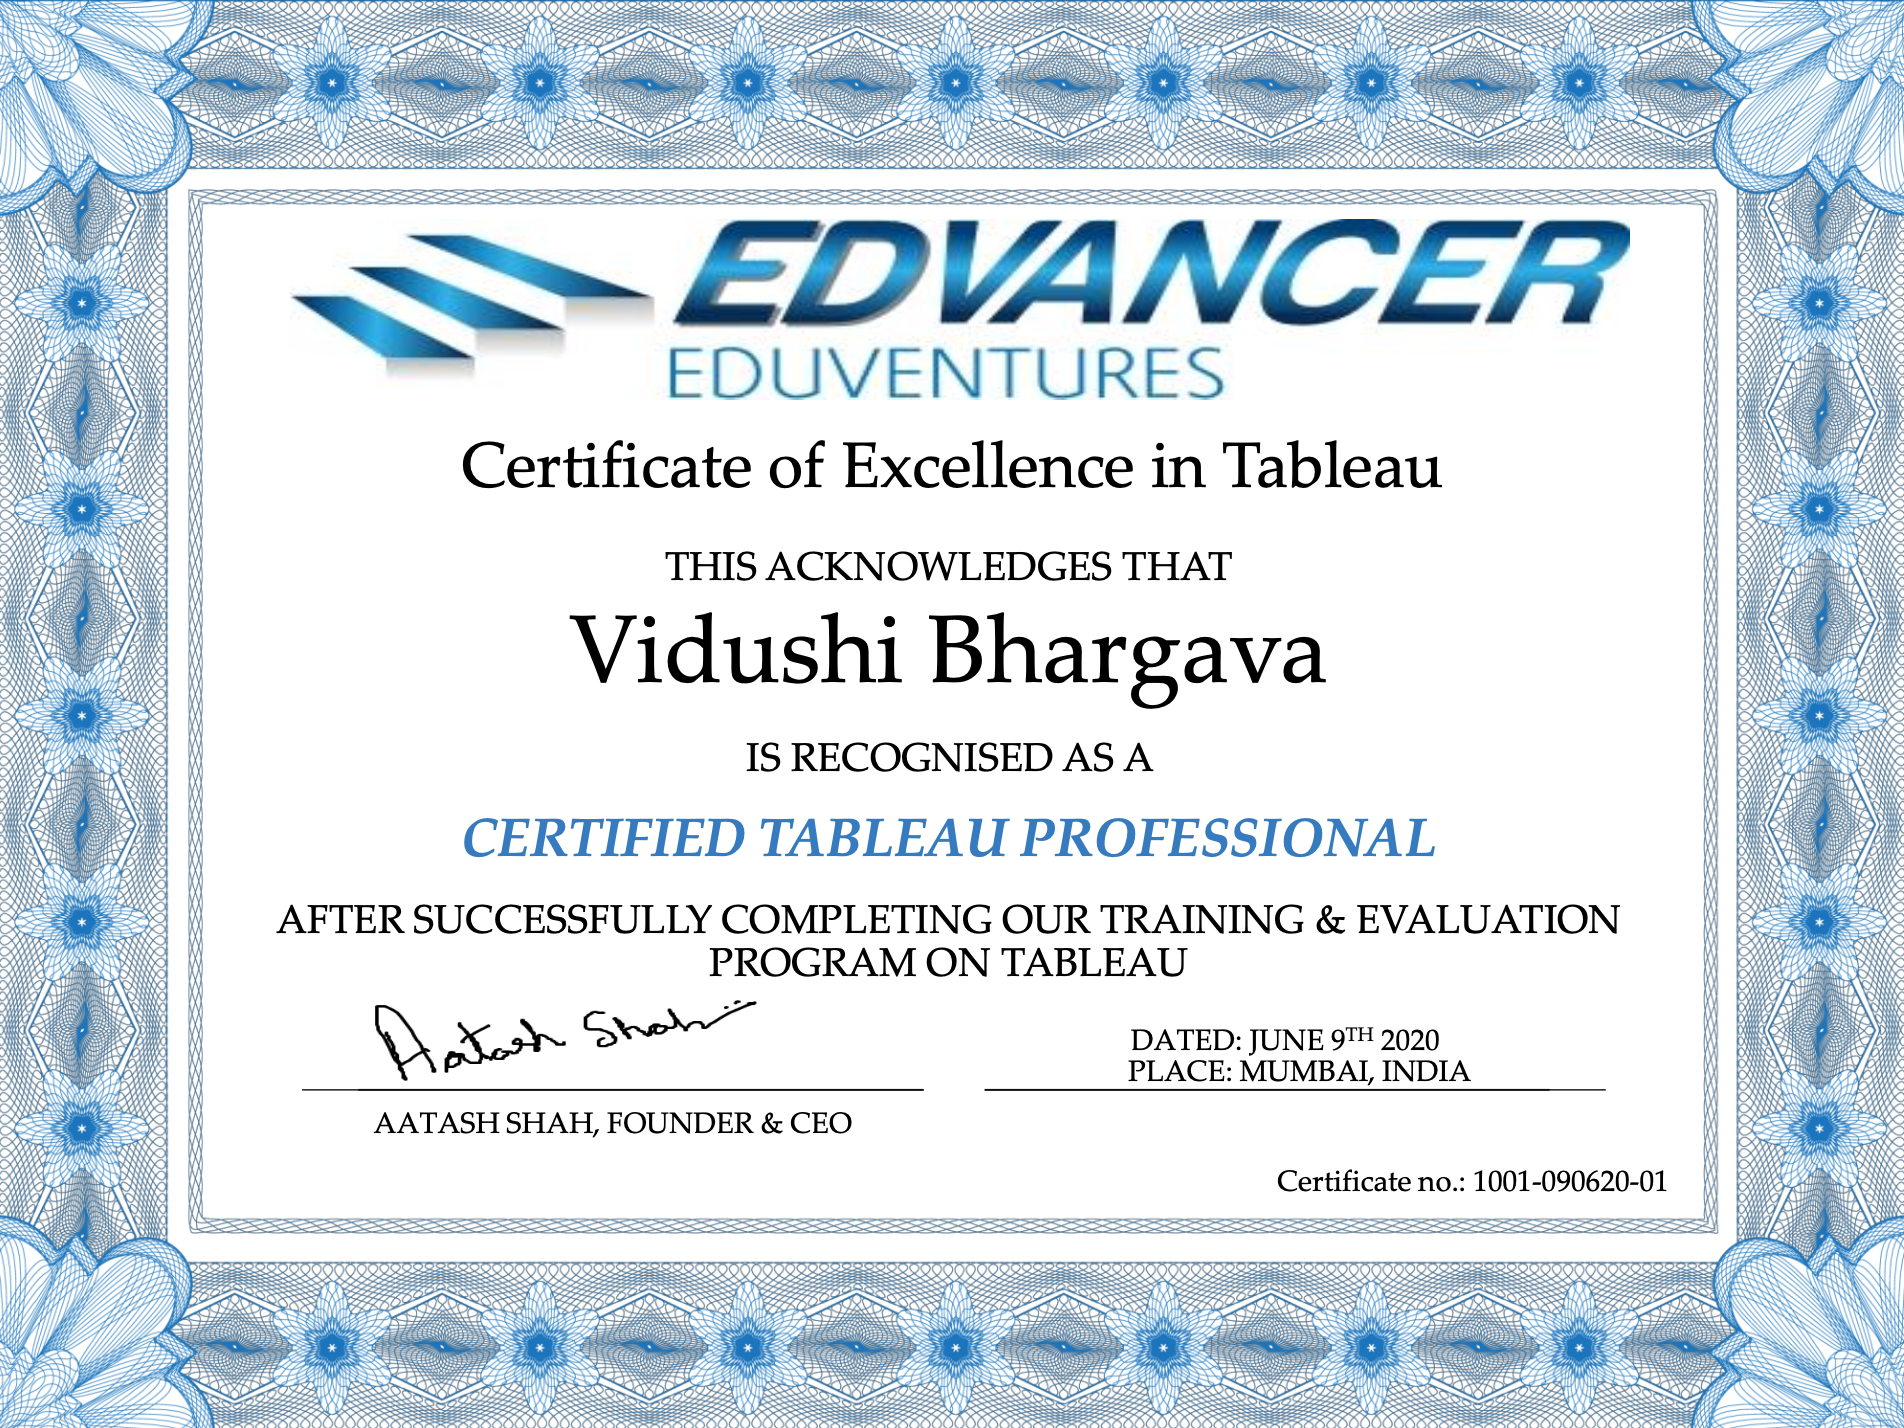 EDVANCER
EDUVENTURES
Certificate of Excellence in Tableau
THIS ACKNOWLEDGES THAT
Vidushi Bhargava
IS RECOGNISED AS A
CERTIFIED TABLEAU PROFESSIONAL
AFTER SUCCESSFULLY COMPLETING OUR TRAINING & EVALUATION
PROGRAM ON TABLEAU
Aatash Shah
AATASH SHAH, FOUNDER & CEO
DATED: JUNE 9TH 2020
PLACE: MUMBAI, INDIA
Certificate no.: 1001-090620-01